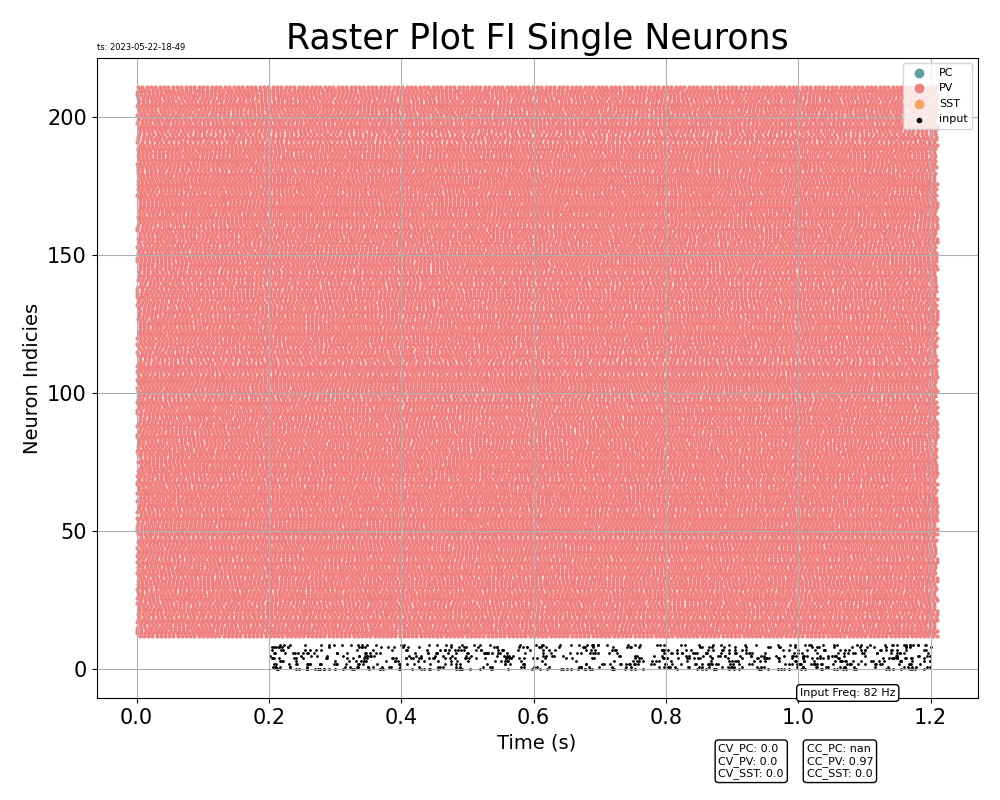 Raster Plot FI Single Neurons
ts: 2023-05-22-18-49
PC
PV
SST
input
200
150
100
50
0
Neuron Indicies
0.0 0.2 0.4 0.6 0.8 1.0 1.2
Input Freq: 82 Hz
Time (s)
CV_PC: 0.0
CV_PV: 0.0
CV_SST: 0.0
CC_PC: nan
CC_PV: 0.97
CC_SST: 0.0